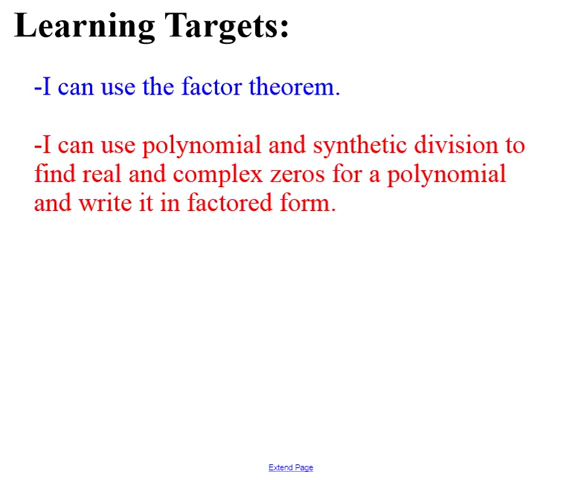 Learning Targets:
-I can use the factor theorem.
-I can use polynomial and synthetic division to
find real and complex zeros for a polynomial
and write it in factored form.
Extend Page